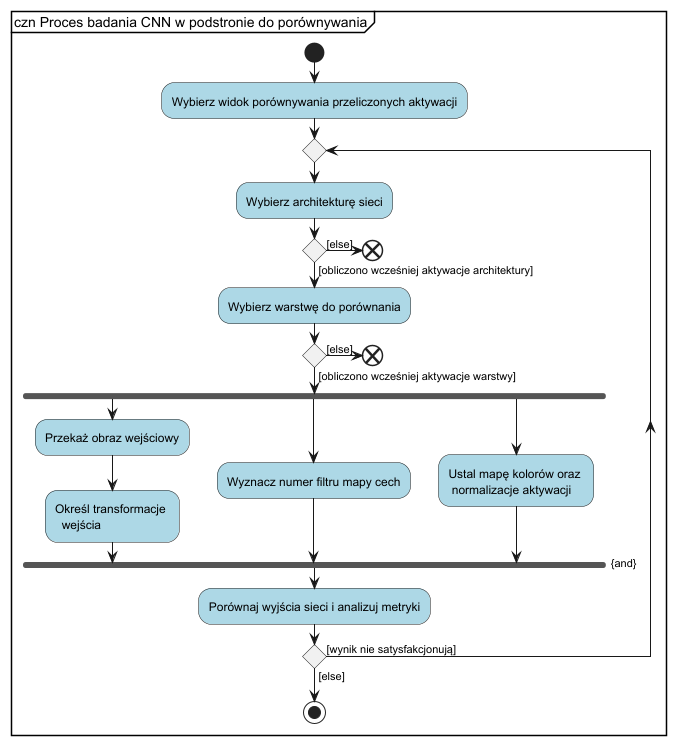 czn Proces badania CNN w podstronie do porównywania
Wybierz widok porównywania przeliczonych aktywacji
Wybierz architekturę sieci
[else]
[obliczono wcześniej aktywacje architektury]
Wybierz warstwę do porównania
[else]
[obliczono wcześniej aktywacje warstwy]
Przekaż obraz wejściowy
Określ transformacje
wejścia
Wyznacz numer filtru mapy cech
Ustal mapę kolorów oraz
normalizacje aktywacji
{and}
Porównaj wyjścia sieci i analizuj metryki
[wynik nie satysfakcjonują]
[else]